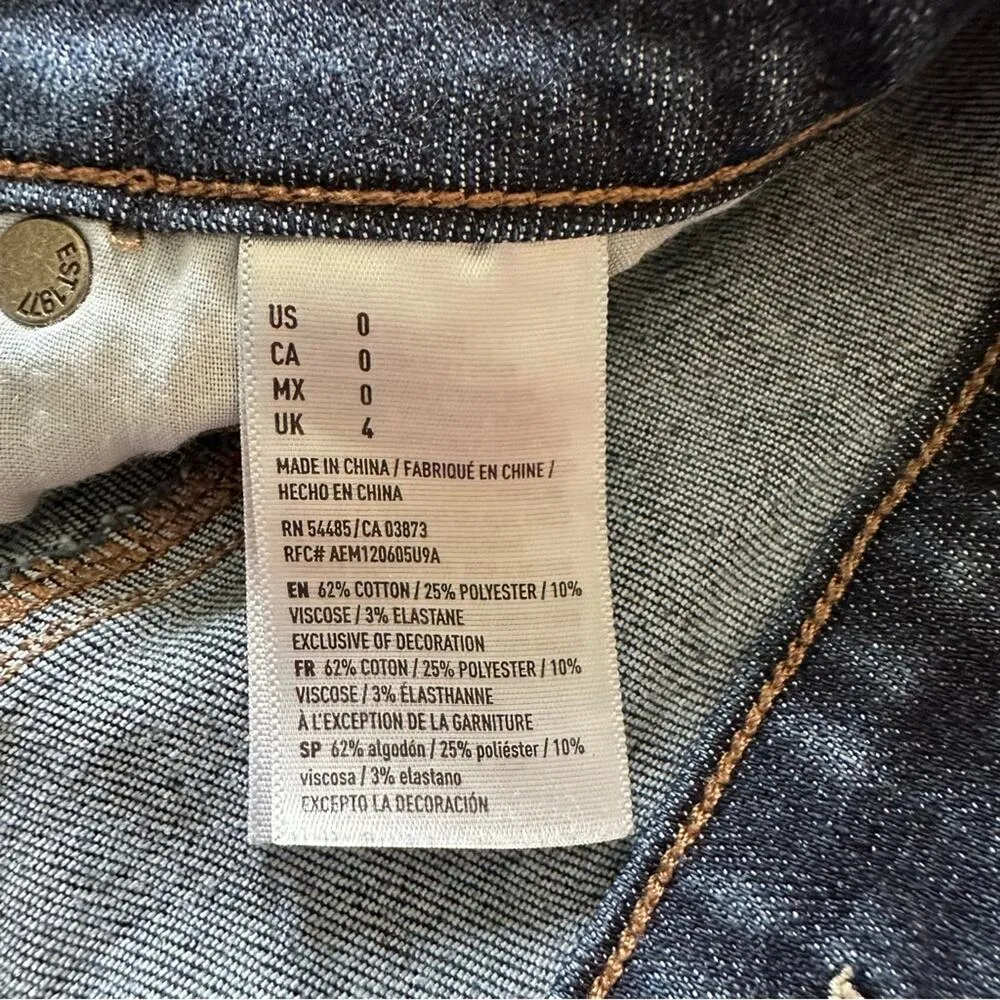 EST 1977
US 0
CA 0
MX 0
UK 4
MADE IN CHINA / FABRIQUÉ EN CHINE /
HECHO EN CHINA
RN 54485/CA 03873
RFC# AEM120605U9A
EN 62% COTTON / 25% POLYESTER / 10%
VISCOSE / 3% ELASTANE
EXCLUSIVE OF DECORATION
FR 62% COTON / 25% POLYESTER / 10%
VISCOSE / 3% ÉLASTHANNE
À L'EXCEPTION DE LA GARNITURE
SP 62% algodón / 25% poliéster / 10%
viscosa / 3% elastano
EXCEPTO LA DECORACIÓN